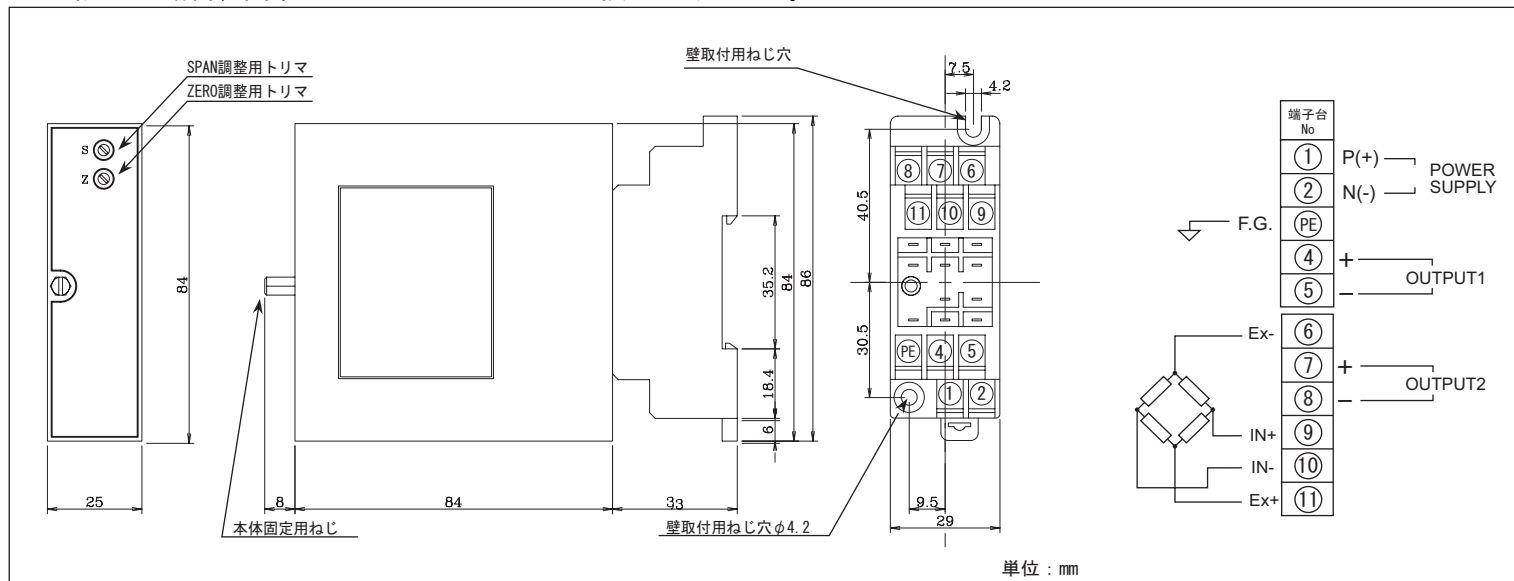 SPAN調整用トリマ
ZERO調整用トリマ
S
Z
84
25
8
84
33
本体固定用ねじ
35.2
84
86
18.4
6
壁取付用ねじ穴
7.5
4.2
40.5
30.5
8 7 6
11 10 9
PE 4 5
1 2
9.5
29
壁取付用ねじ穴φ4.2
単位：mm
端子台
No
1 P(+)
2 N(-)
POWER
SUPPLY
F.G. PE
4 +
5 -
OUTPUT1
Ex- 6
7 +
8 -
OUTPUT2
IN+ 9
IN- 10
Ex+ 11